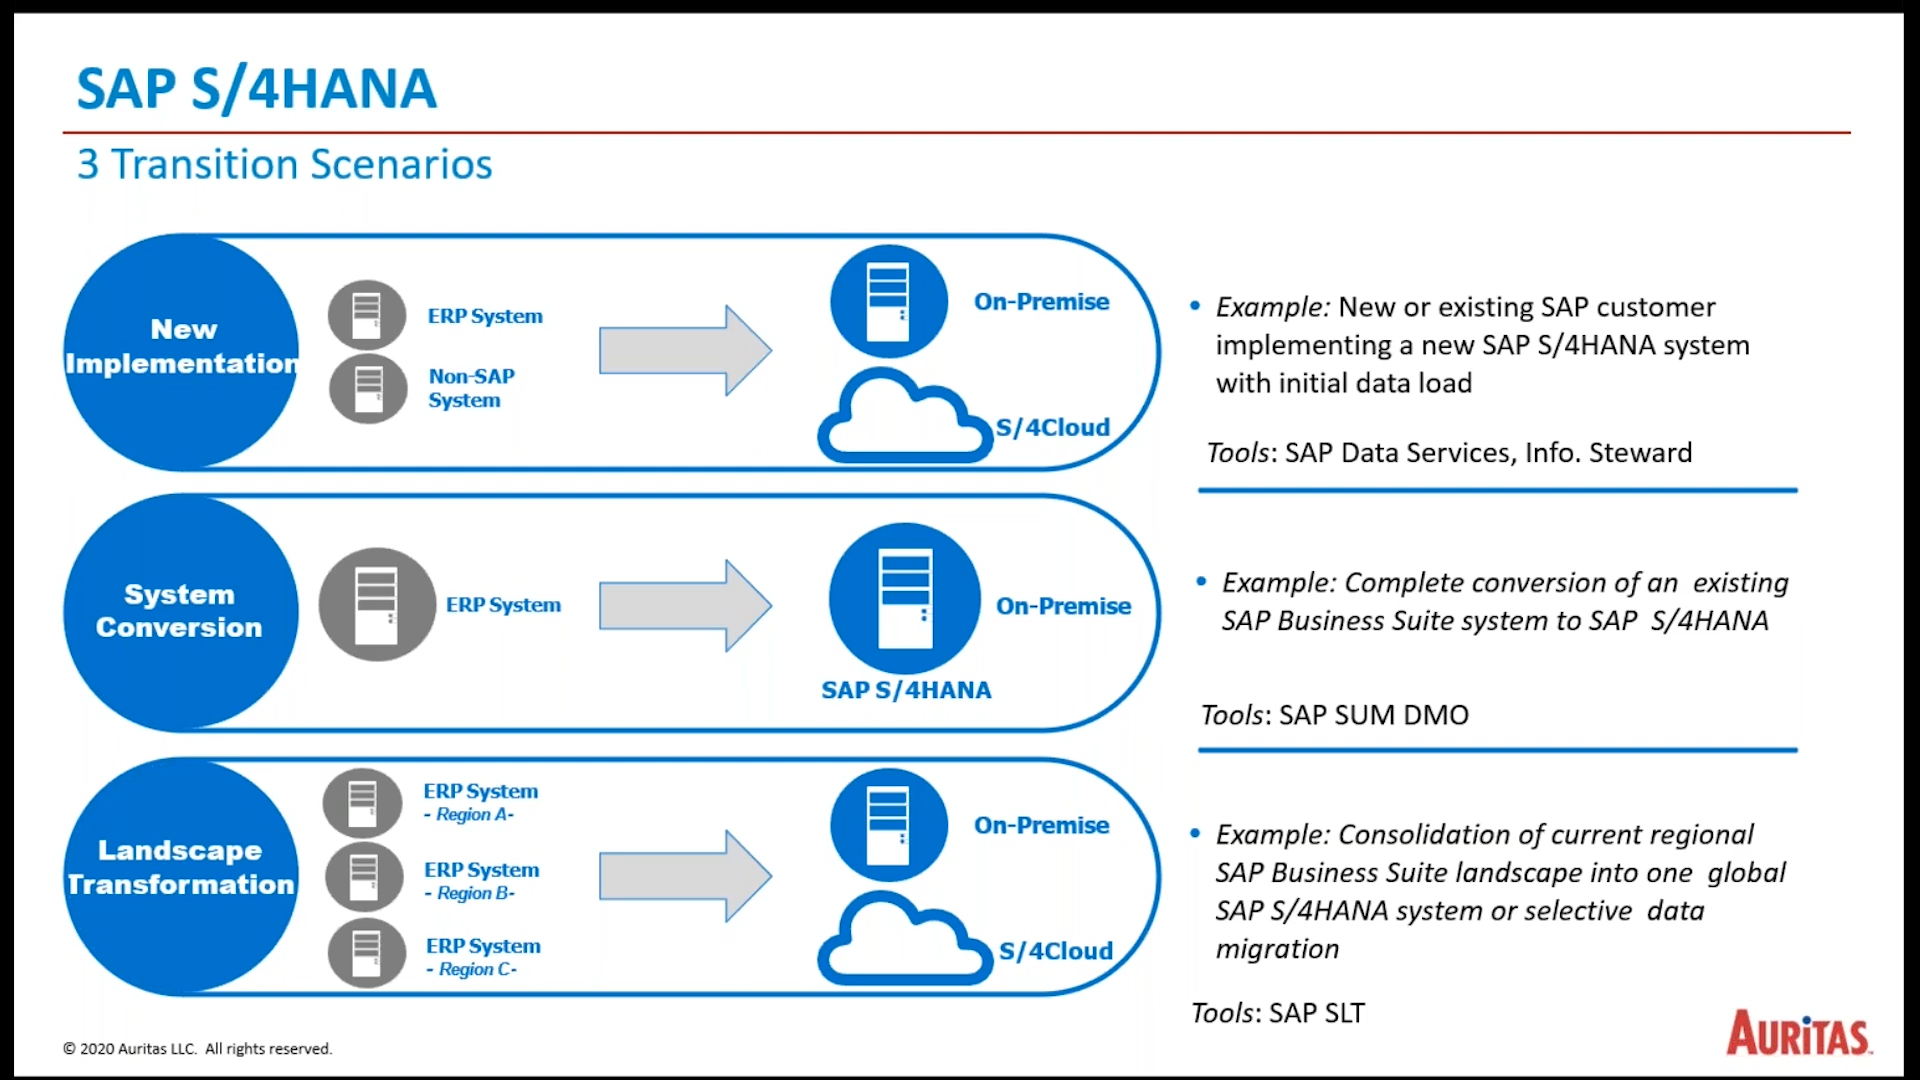 SAP S/4HANA
3 Transition Scenarios
New
Implementation
ERP System
Non-SAP
System
On-Premise
S/4Cloud
• Example: New or existing SAP customer
implementing a new SAP S/4HANA system
with initial data load
Tools: SAP Data Services, Info. Steward
System
Conversion
ERP System
On-Premise
SAP S/4HANA
• Example: Complete conversion of an existing
SAP Business Suite system to SAP S/4HANA
Tools: SAP SUM DMO
Landscape
Transformation
ERP System
- Region A-
ERP System
- Region B-
ERP System
- Region C-
On-Premise
S/4Cloud
• Example: Consolidation of current regional
SAP Business Suite landscape into one global
SAP S/4HANA system or selective data
migration
Tools: SAP SLT
© 2020 Auritas LLC. All rights reserved.
AURiTAS